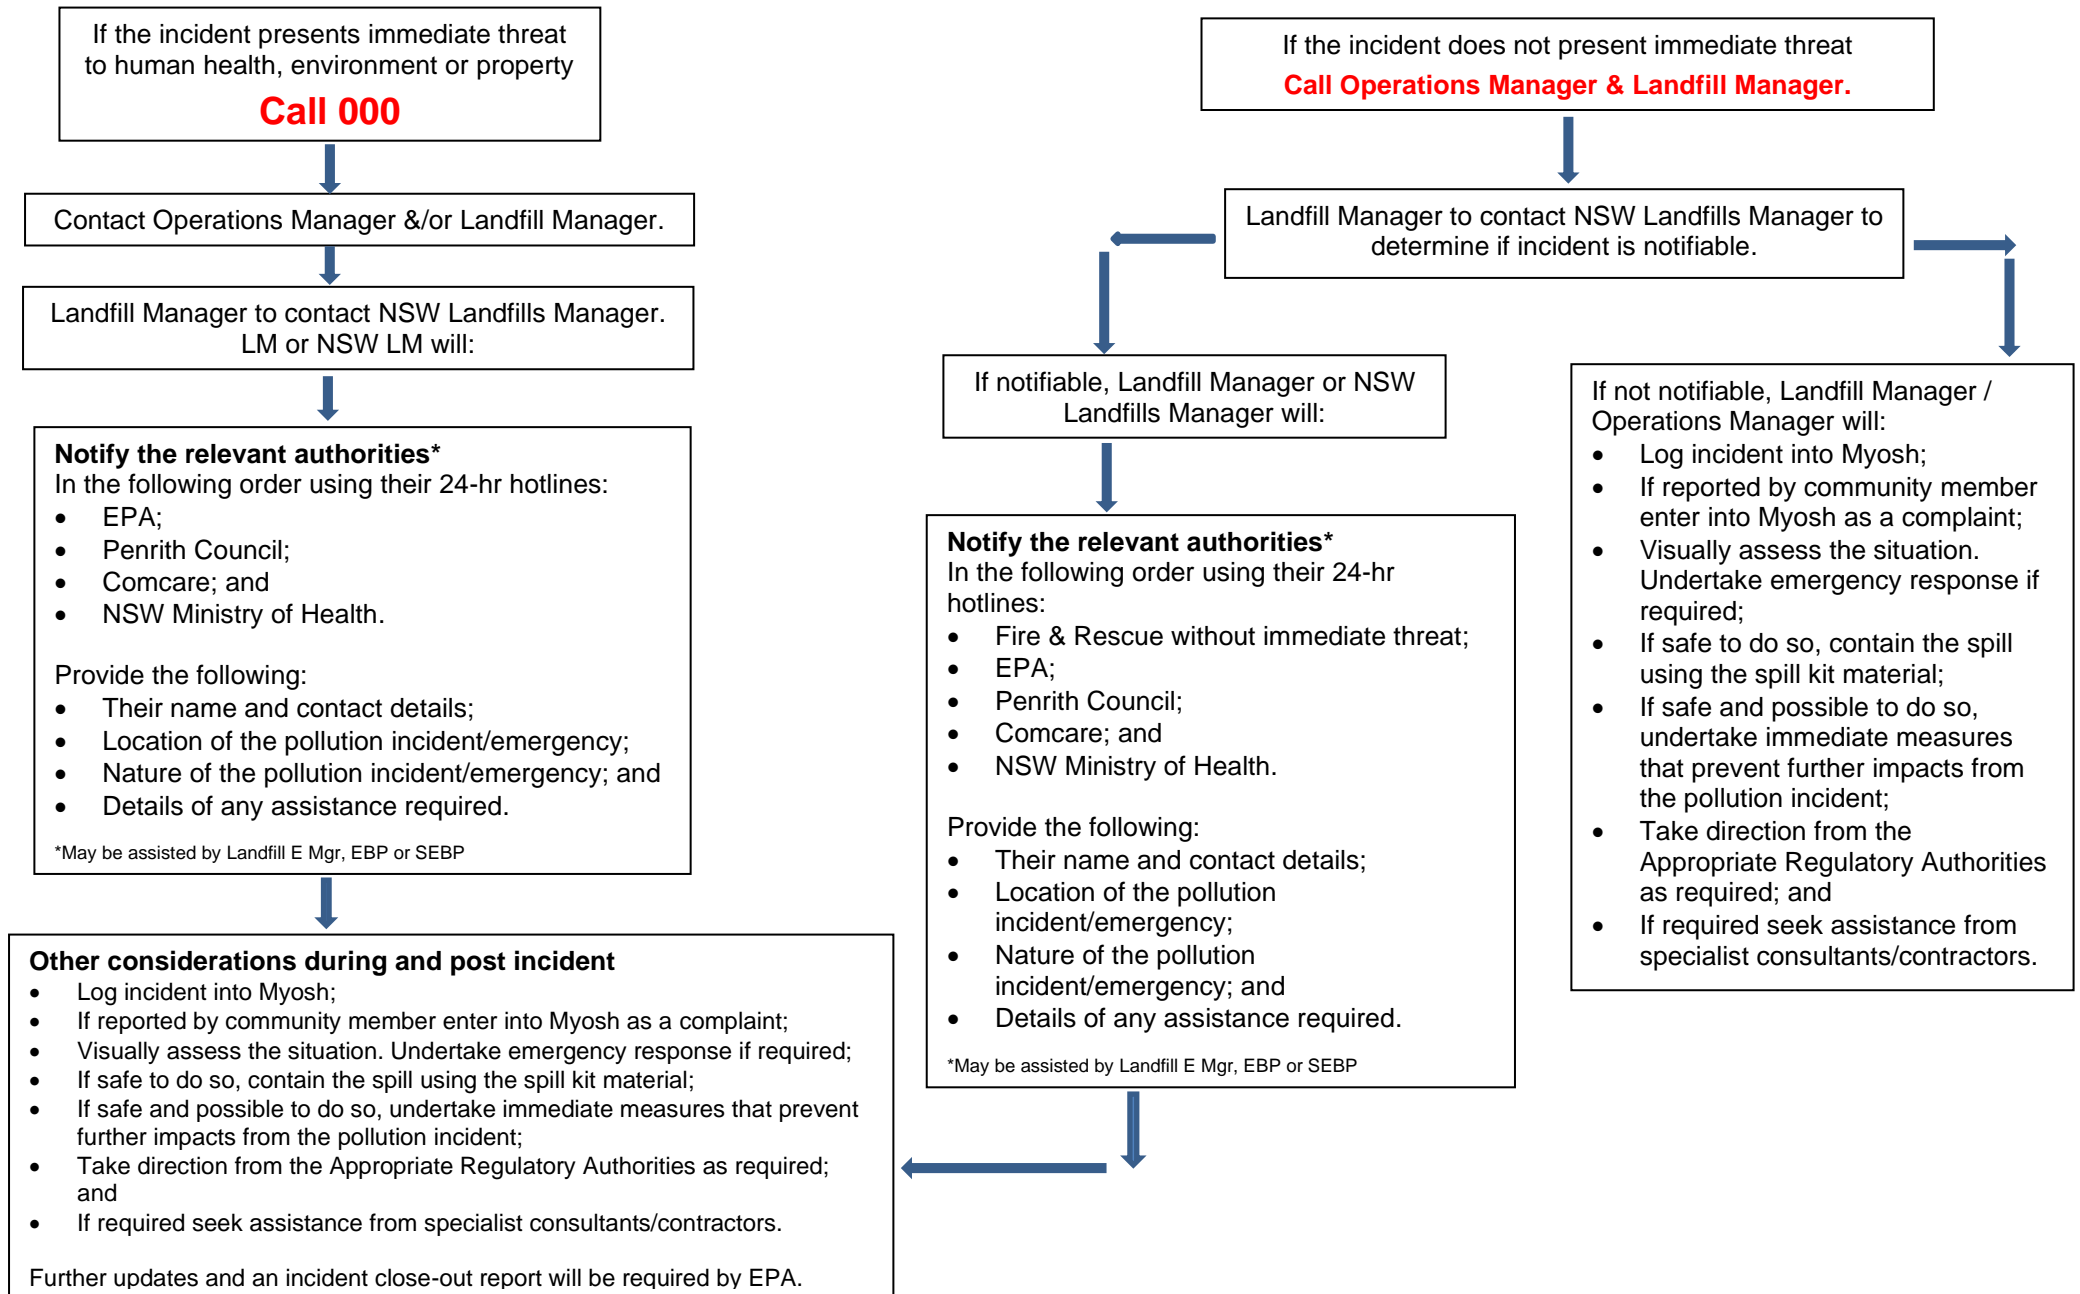 If the incident presents immediate threat
to human health, environment or property
Call 000
Contact Operations Manager &/or Landfill Manager.
Landfill Manager to contact NSW Landfills Manager.
LM or NSW LM will:
Notify the relevant authorities*
In the following order using their 24-hr hotlines:
• EPA;
• Penrith Council;
• Comcare; and
• NSW Ministry of Health.
Provide the following:
• Their name and contact details;
• Location of the pollution incident/emergency;
• Nature of the pollution incident/emergency; and
• Details of any assistance required.
*May be assisted by Landfill E Mgr, EBP or SEBP
Other considerations during and post incident
• Log incident into Myosh;
• If reported by community member enter into Myosh as a complaint;
• Visually assess the situation. Undertake emergency response if required;
• If safe to do so, contain the spill using the spill kit material;
• If safe and possible to do so, undertake immediate measures that prevent
further impacts from the pollution incident;
• Take direction from the Appropriate Regulatory Authorities as required;
and
• If required seek assistance from specialist consultants/contractors.
Further updates and an incident close-out report will be required by EPA.
If the incident does not present immediate threat
Call Operations Manager & Landfill Manager.
Landfill Manager to contact NSW Landfills Manager to
determine if incident is notifiable.
If notifiable, Landfill Manager or NSW
Landfills Manager will:
Notify the relevant authorities*
In the following order using their 24-hr
hotlines:
• Fire & Rescue without immediate threat;
• EPA;
• Penrith Council;
• Comcare; and
• NSW Ministry of Health.
Provide the following:
• Their name and contact details;
• Location of the pollution
incident/emergency;
• Nature of the pollution
incident/emergency; and
• Details of any assistance required.
*May be assisted by Landfill E Mgr, EBP or SEBP
If not notifiable, Landfill Manager /
Operations Manager will:
• Log incident into Myosh;
• If reported by community member
enter into Myosh as a complaint;
• Visually assess the situation.
Undertake emergency response if
required;
• If safe to do so, contain the spill
using the spill kit material;
• If safe and possible to do so,
undertake immediate measures
that prevent further impacts from
the pollution incident;
• Take direction from the
Appropriate Regulatory Authorities
as required; and
• If required seek assistance from
specialist consultants/contractors.